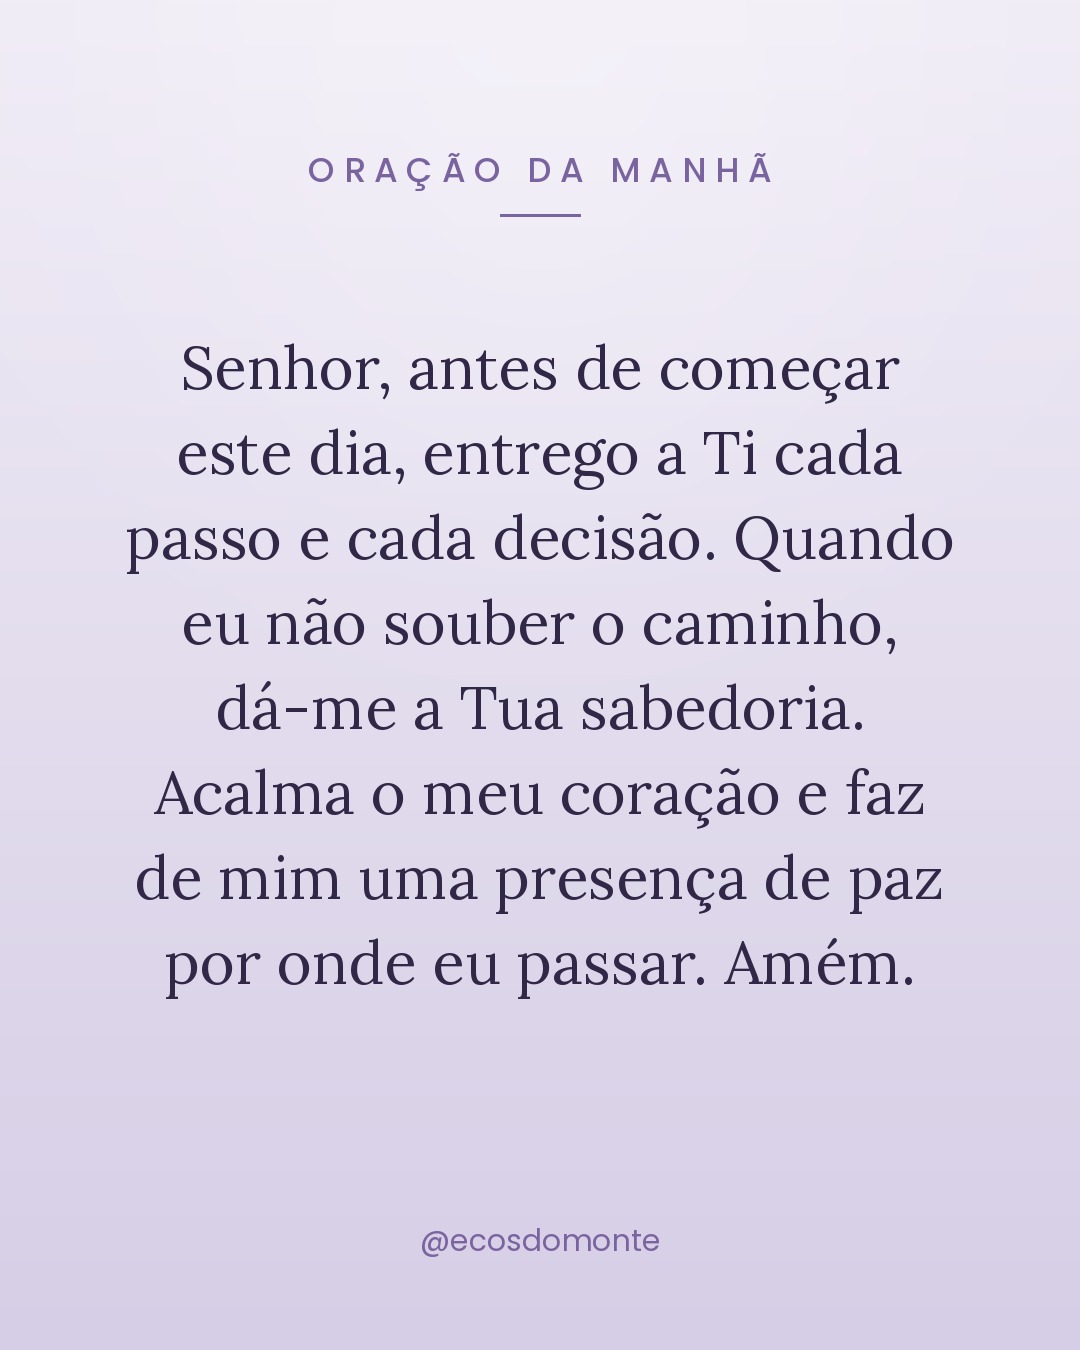 ORAÇÃO DA MANHÃ
Senhor, antes de começar
este dia, entrego a Ti cada
passo e cada decisão. Quando
eu não souber o caminho,
dá-me a Tua sabedoria.
Acalma o meu coração e faz
de mim uma presença de paz
por onde eu passar. Amém.
@ecosdomonte